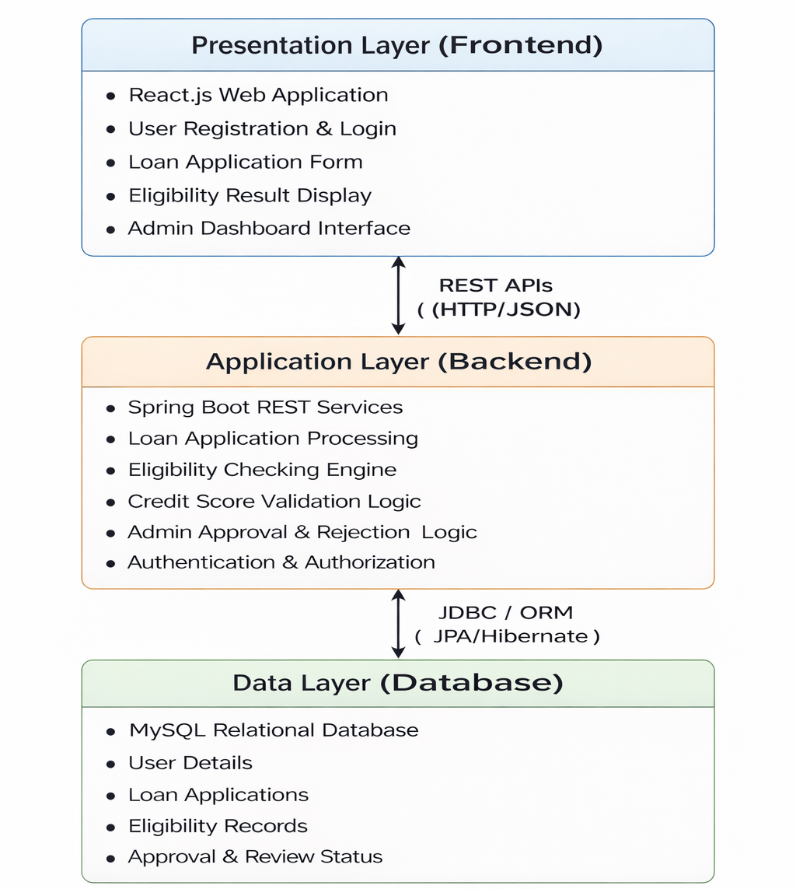 Presentation Layer (Frontend)
• React.js Web Application
• User Registration & Login
• Loan Application Form
• Eligibility Result Display
• Admin Dashboard Interface
REST APIs
( (HTTP/JSON)
Application Layer (Backend)
• Spring Boot REST Services
• Loan Application Processing
• Eligibility Checking Engine
• Credit Score Validation Logic
• Admin Approval & Rejection Logic
• Authentication & Authorization
JDBC / ORM
( JPA/Hibernate )
Data Layer (Database)
• MySQL Relational Database
• User Details
• Loan Applications
• Eligibility Records
• Approval & Review Status